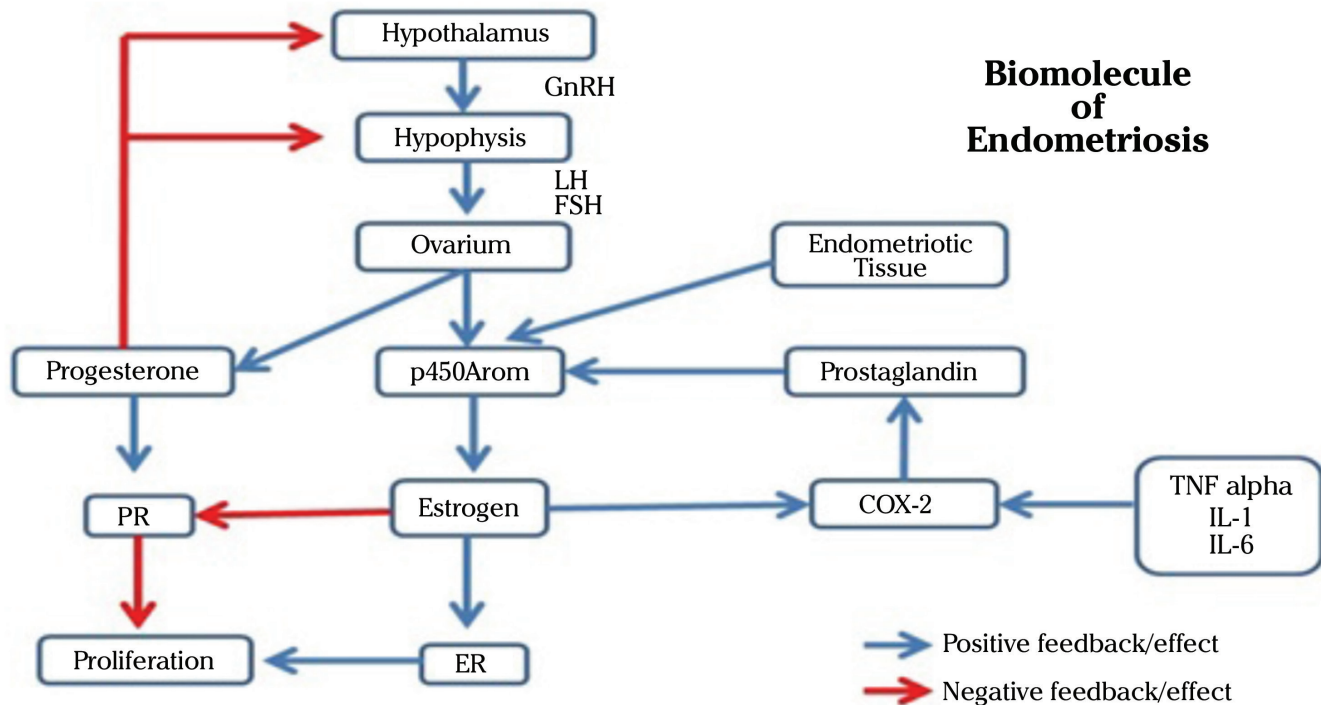 Hypothalamus
Biomolecule
of
Endometriosis
GnRH
Hypophysis
LH
FSH
Ovarium
Endometriotic
Tissue
Progesterone
p450Arom
Prostaglandin
PR
Estrogen
COX-2
TNF alpha
IL-1
IL-6
Proliferation
ER
Positive feedback/effect
Negative feedback/effect